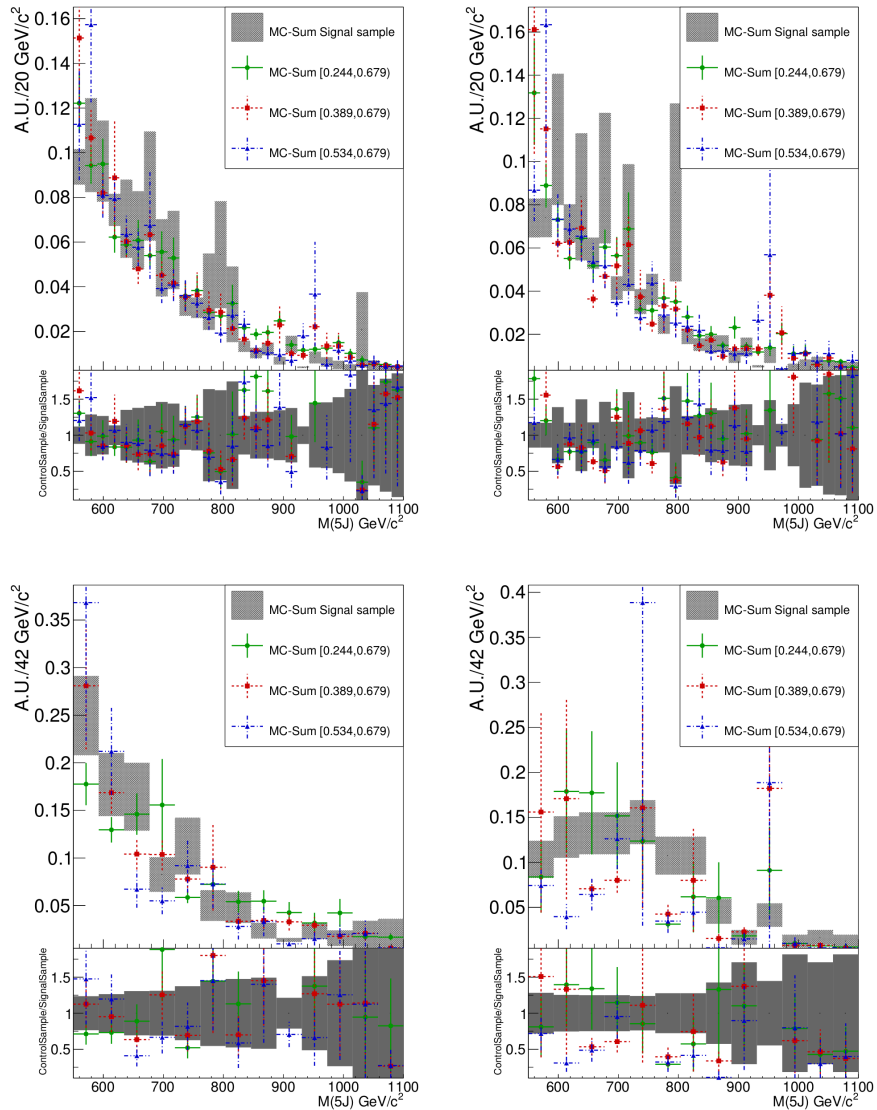 A.U./20 GeV/c²
0.16
0.14
0.12
0.1
0.08
0.06
0.04
0.02
MC-Sum Signal sample
MC-Sum [0.244,0.679)
MC-Sum [0.389,0.679)
MC-Sum [0.534,0.679)
ControlSample/SignalSample
1.5
1
0.5
600 700 800 900 1000 1100
M(5J) GeV/c²
A.U./20 GeV/c²
0.16
0.14
0.12
0.1
0.08
0.06
0.04
0.02
MC-Sum Signal sample
MC-Sum [0.244,0.679)
MC-Sum [0.389,0.679)
MC-Sum [0.534,0.679)
ControlSample/SignalSample
1.5
1
0.5
600 700 800 900 1000 1100
M(5J) GeV/c²
A.U./42 GeV/c²
0.35
0.3
0.25
0.2
0.15
0.1
0.05
MC-Sum Signal sample
MC-Sum [0.244,0.679)
MC-Sum [0.389,0.679)
MC-Sum [0.534,0.679)
ControlSample/SignalSample
1.5
1
0.5
600 700 800 900 1000 1100
M(5J) GeV/c²
A.U./42 GeV/c²
0.4
0.35
0.3
0.25
0.2
0.15
0.1
0.05
MC-Sum Signal sample
MC-Sum [0.244,0.679)
MC-Sum [0.389,0.679)
MC-Sum [0.534,0.679)
ControlSample/SignalSample
1.5
1
0.5
600 700 800 900 1000 1100
M(5J) GeV/c²